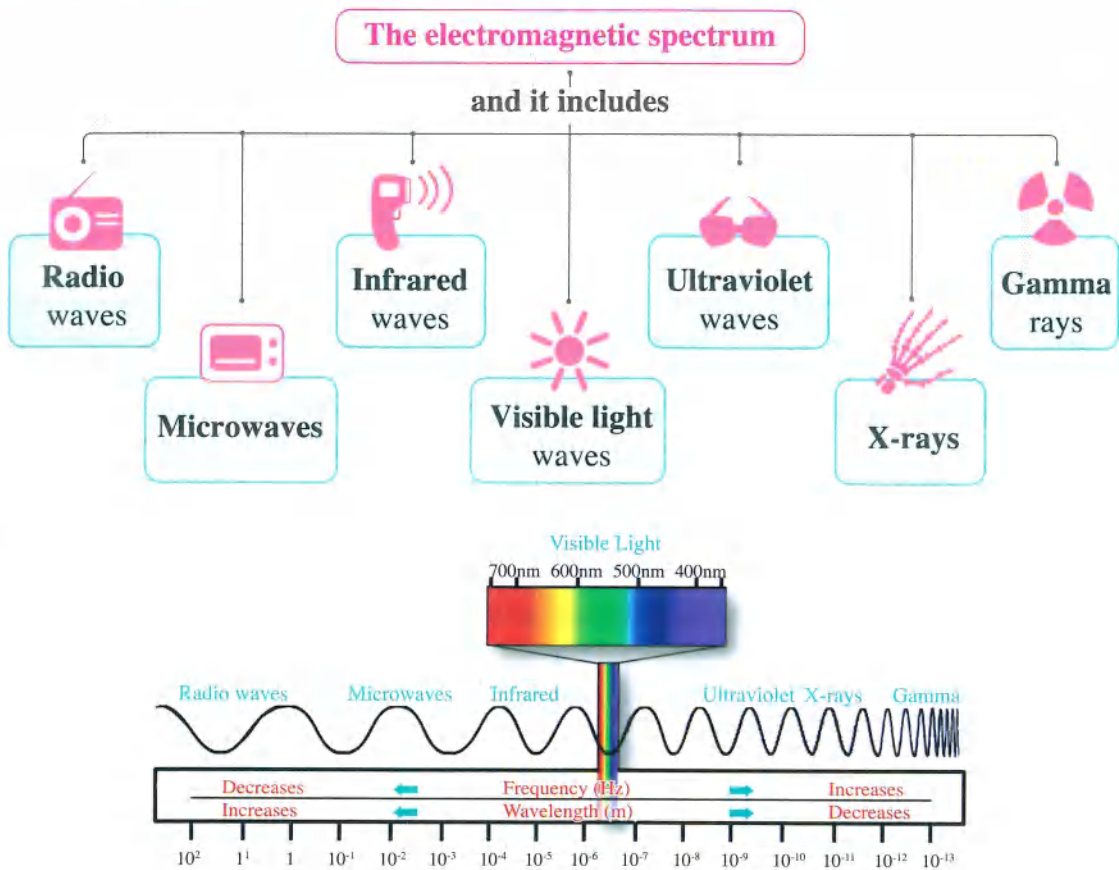 The electromagnetic spectrum
and it includes
Radio
waves
Microwaves
Infrared
waves
Visible light
waves
Ultraviolet
waves
X-rays
Gamma
rays
Visible Light
700nm 600nm 500nm 400nm
Radio waves Microwaves Infrared Ultraviolet X-rays Gamma
Decreases Frequency (Hz) Increases
Increases Wavelength (m) Decreases
10² 1¹ 1 10⁻¹ 10⁻² 10⁻³ 10⁻⁴ 10⁻⁵ 10⁻⁶ 10⁻⁷ 10⁻⁸ 10⁻⁹ 10⁻¹⁰ 10⁻¹¹ 10⁻¹² 10⁻¹³